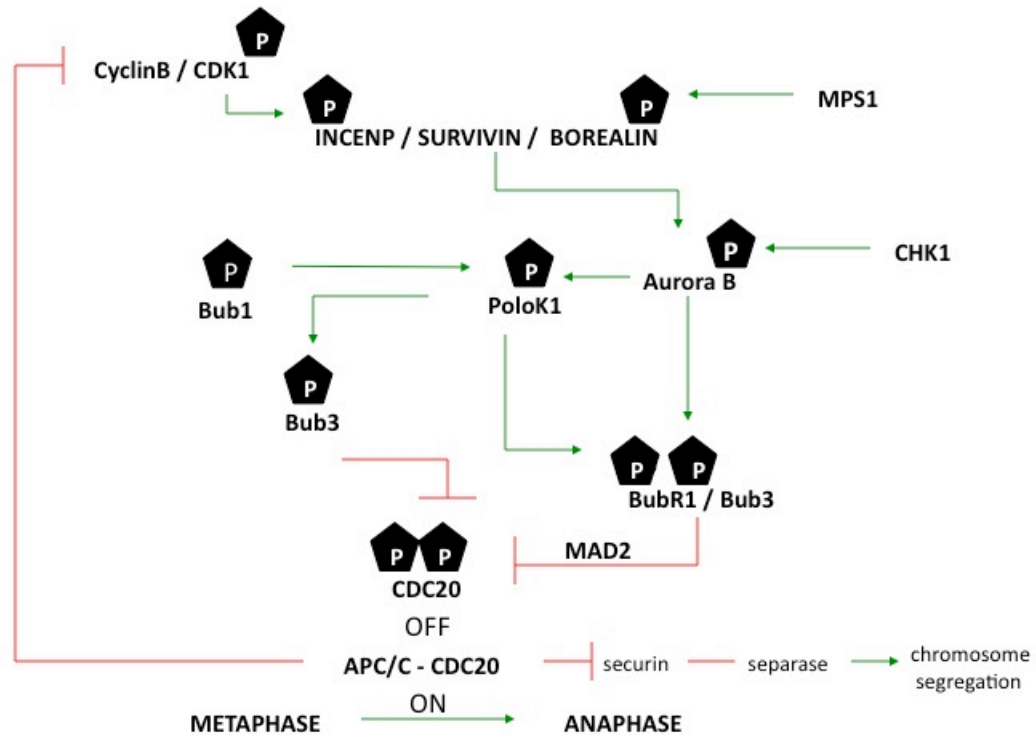 P
CyclinB / CDK1
P
P
MPS1
INCENP / SURVIVIN / BOREALIN
P
P
P
CHK1
Aurora B
Bub1
PoloK1
P
Bub3
P
P
BubR1 / Bub3
P
P
MAD2
CDC20
OFF
APC/C - CDC20
securin
separase
chromosome
segregation
ON
METAPHASE
ANAPHASE